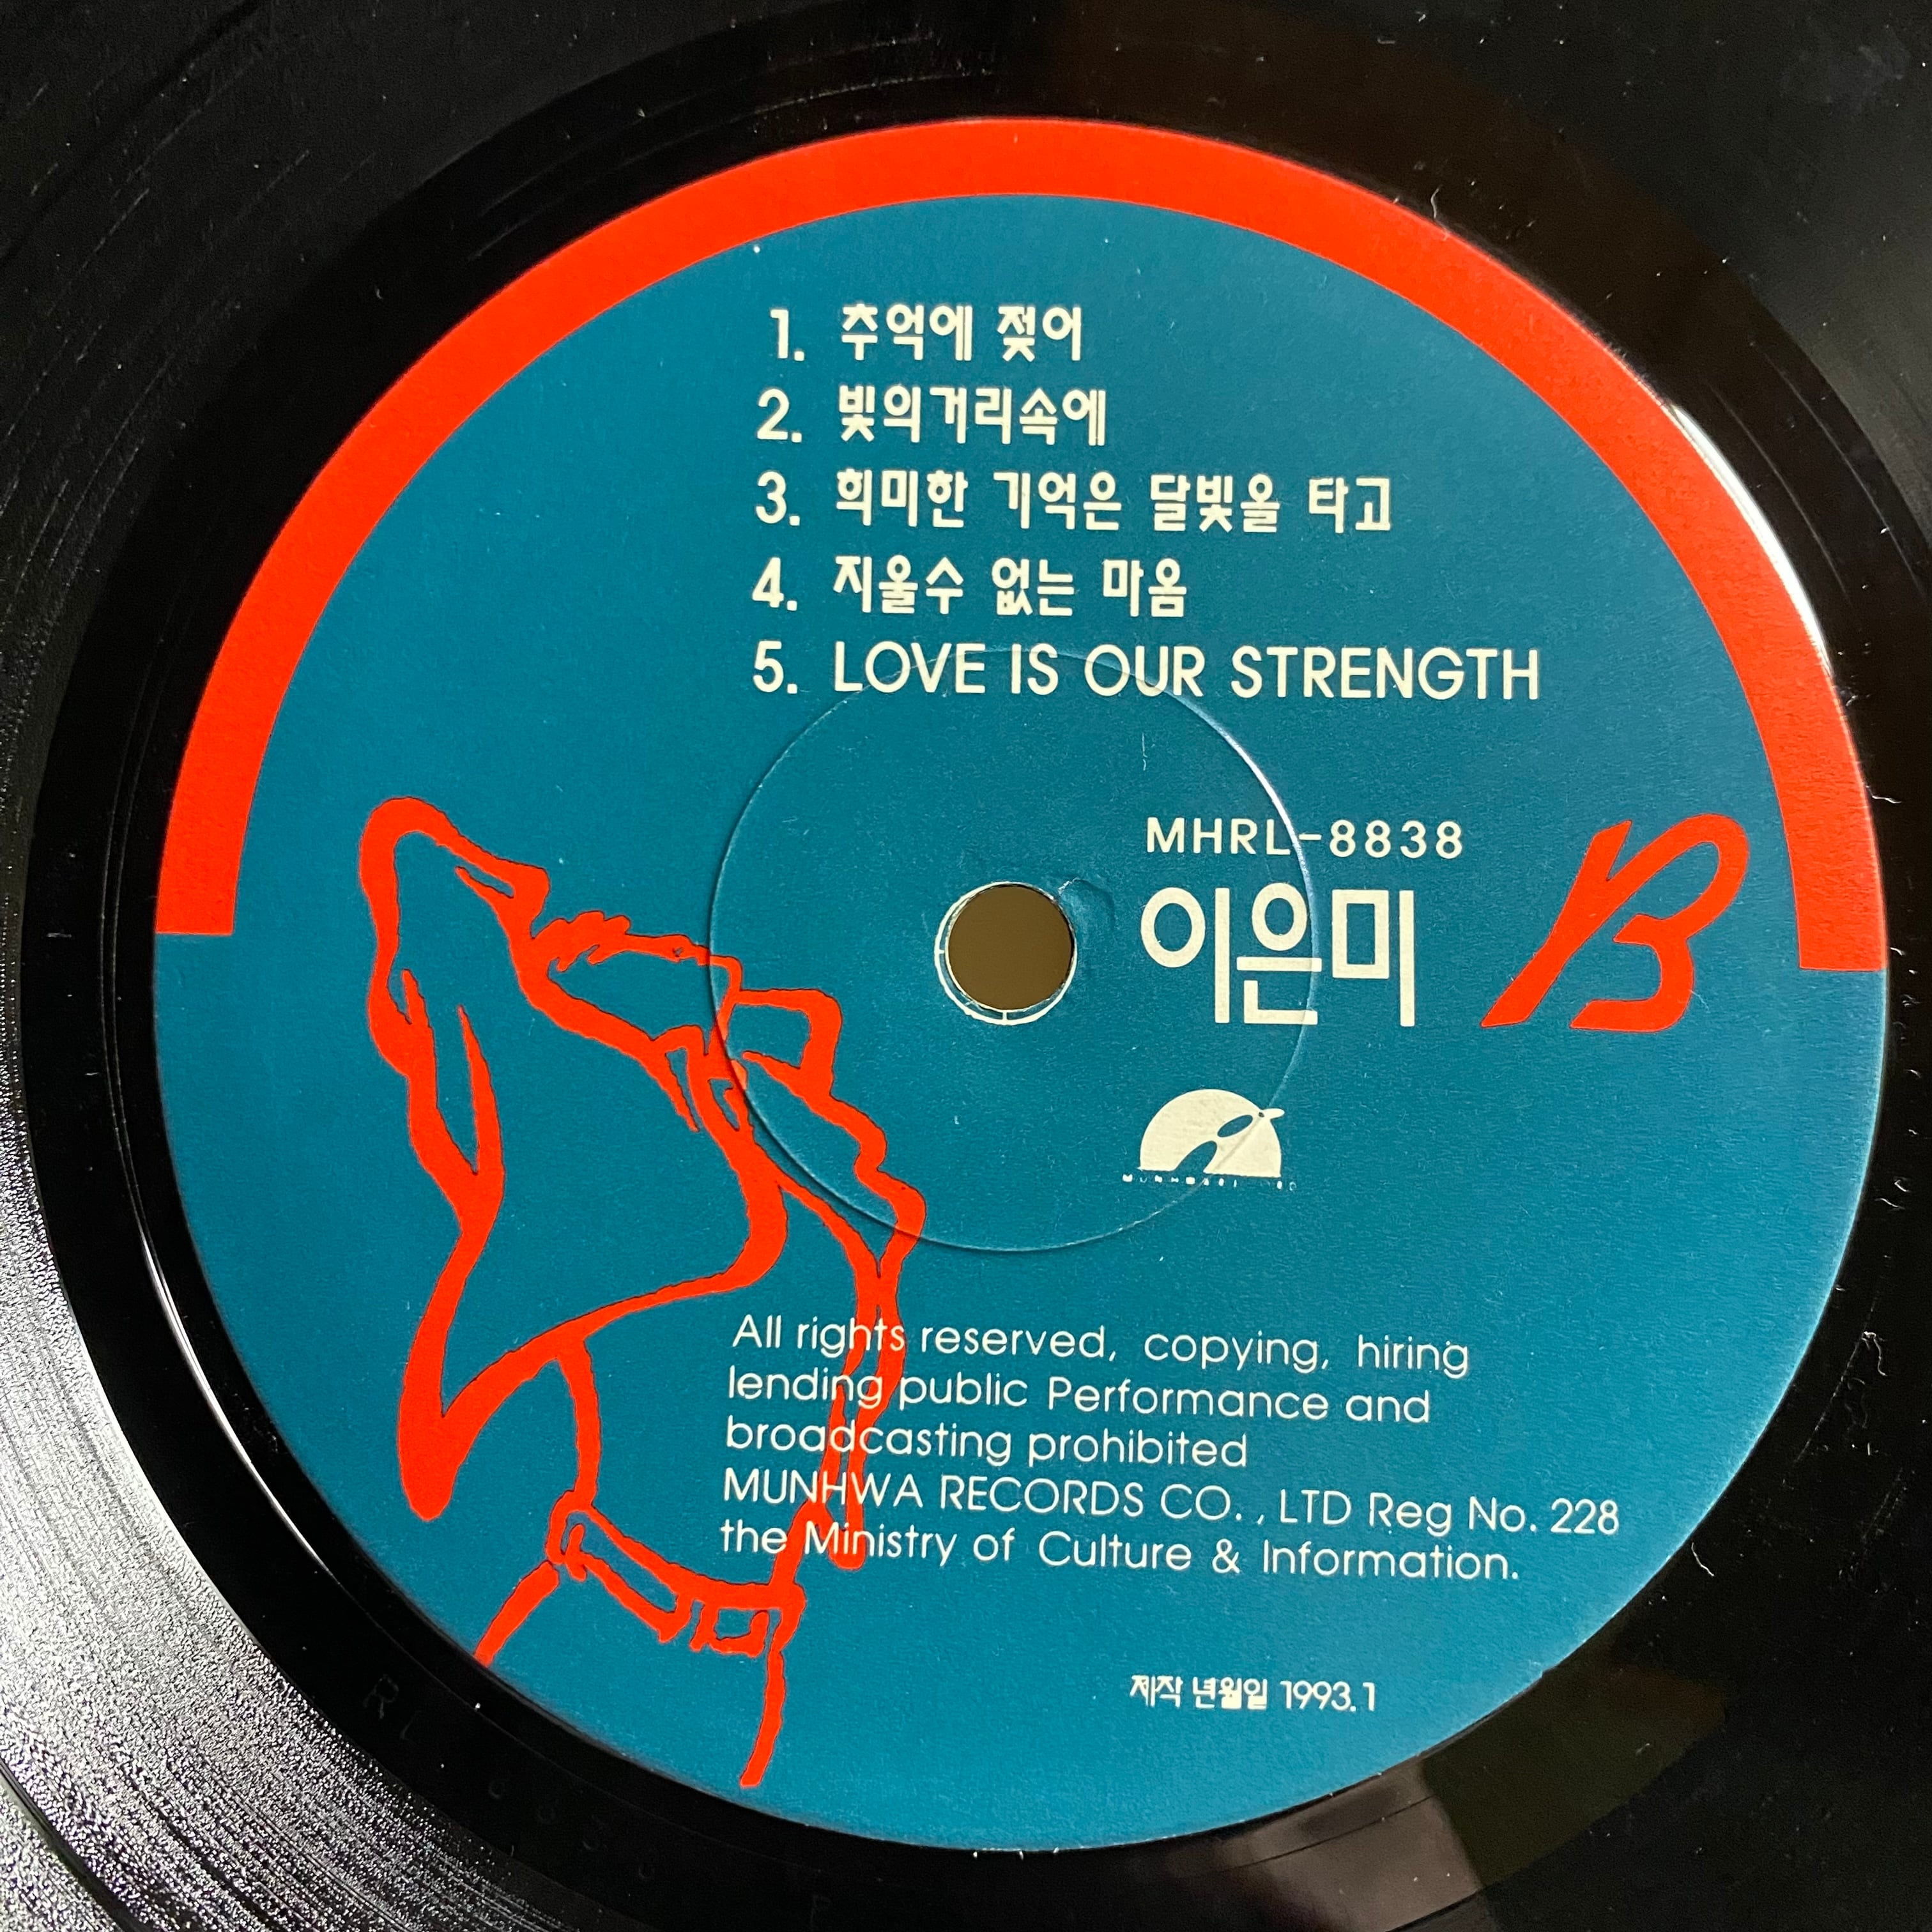 1. 추억에 젖어
2. 빛의거리속에
3. 희미한 기억은 달빛을 타고
4. 지울수 없는 마음
5. LOVE IS OUR STRENGTH
MHRL-8838
이은미
B
All rights reserved, copying, hiring
lending public Performance and
broadcasting prohibited
MUNHWA RECORDS CO., LTD Reg No. 228
the Ministry of Culture & Information.
제작 년월일 1993.1